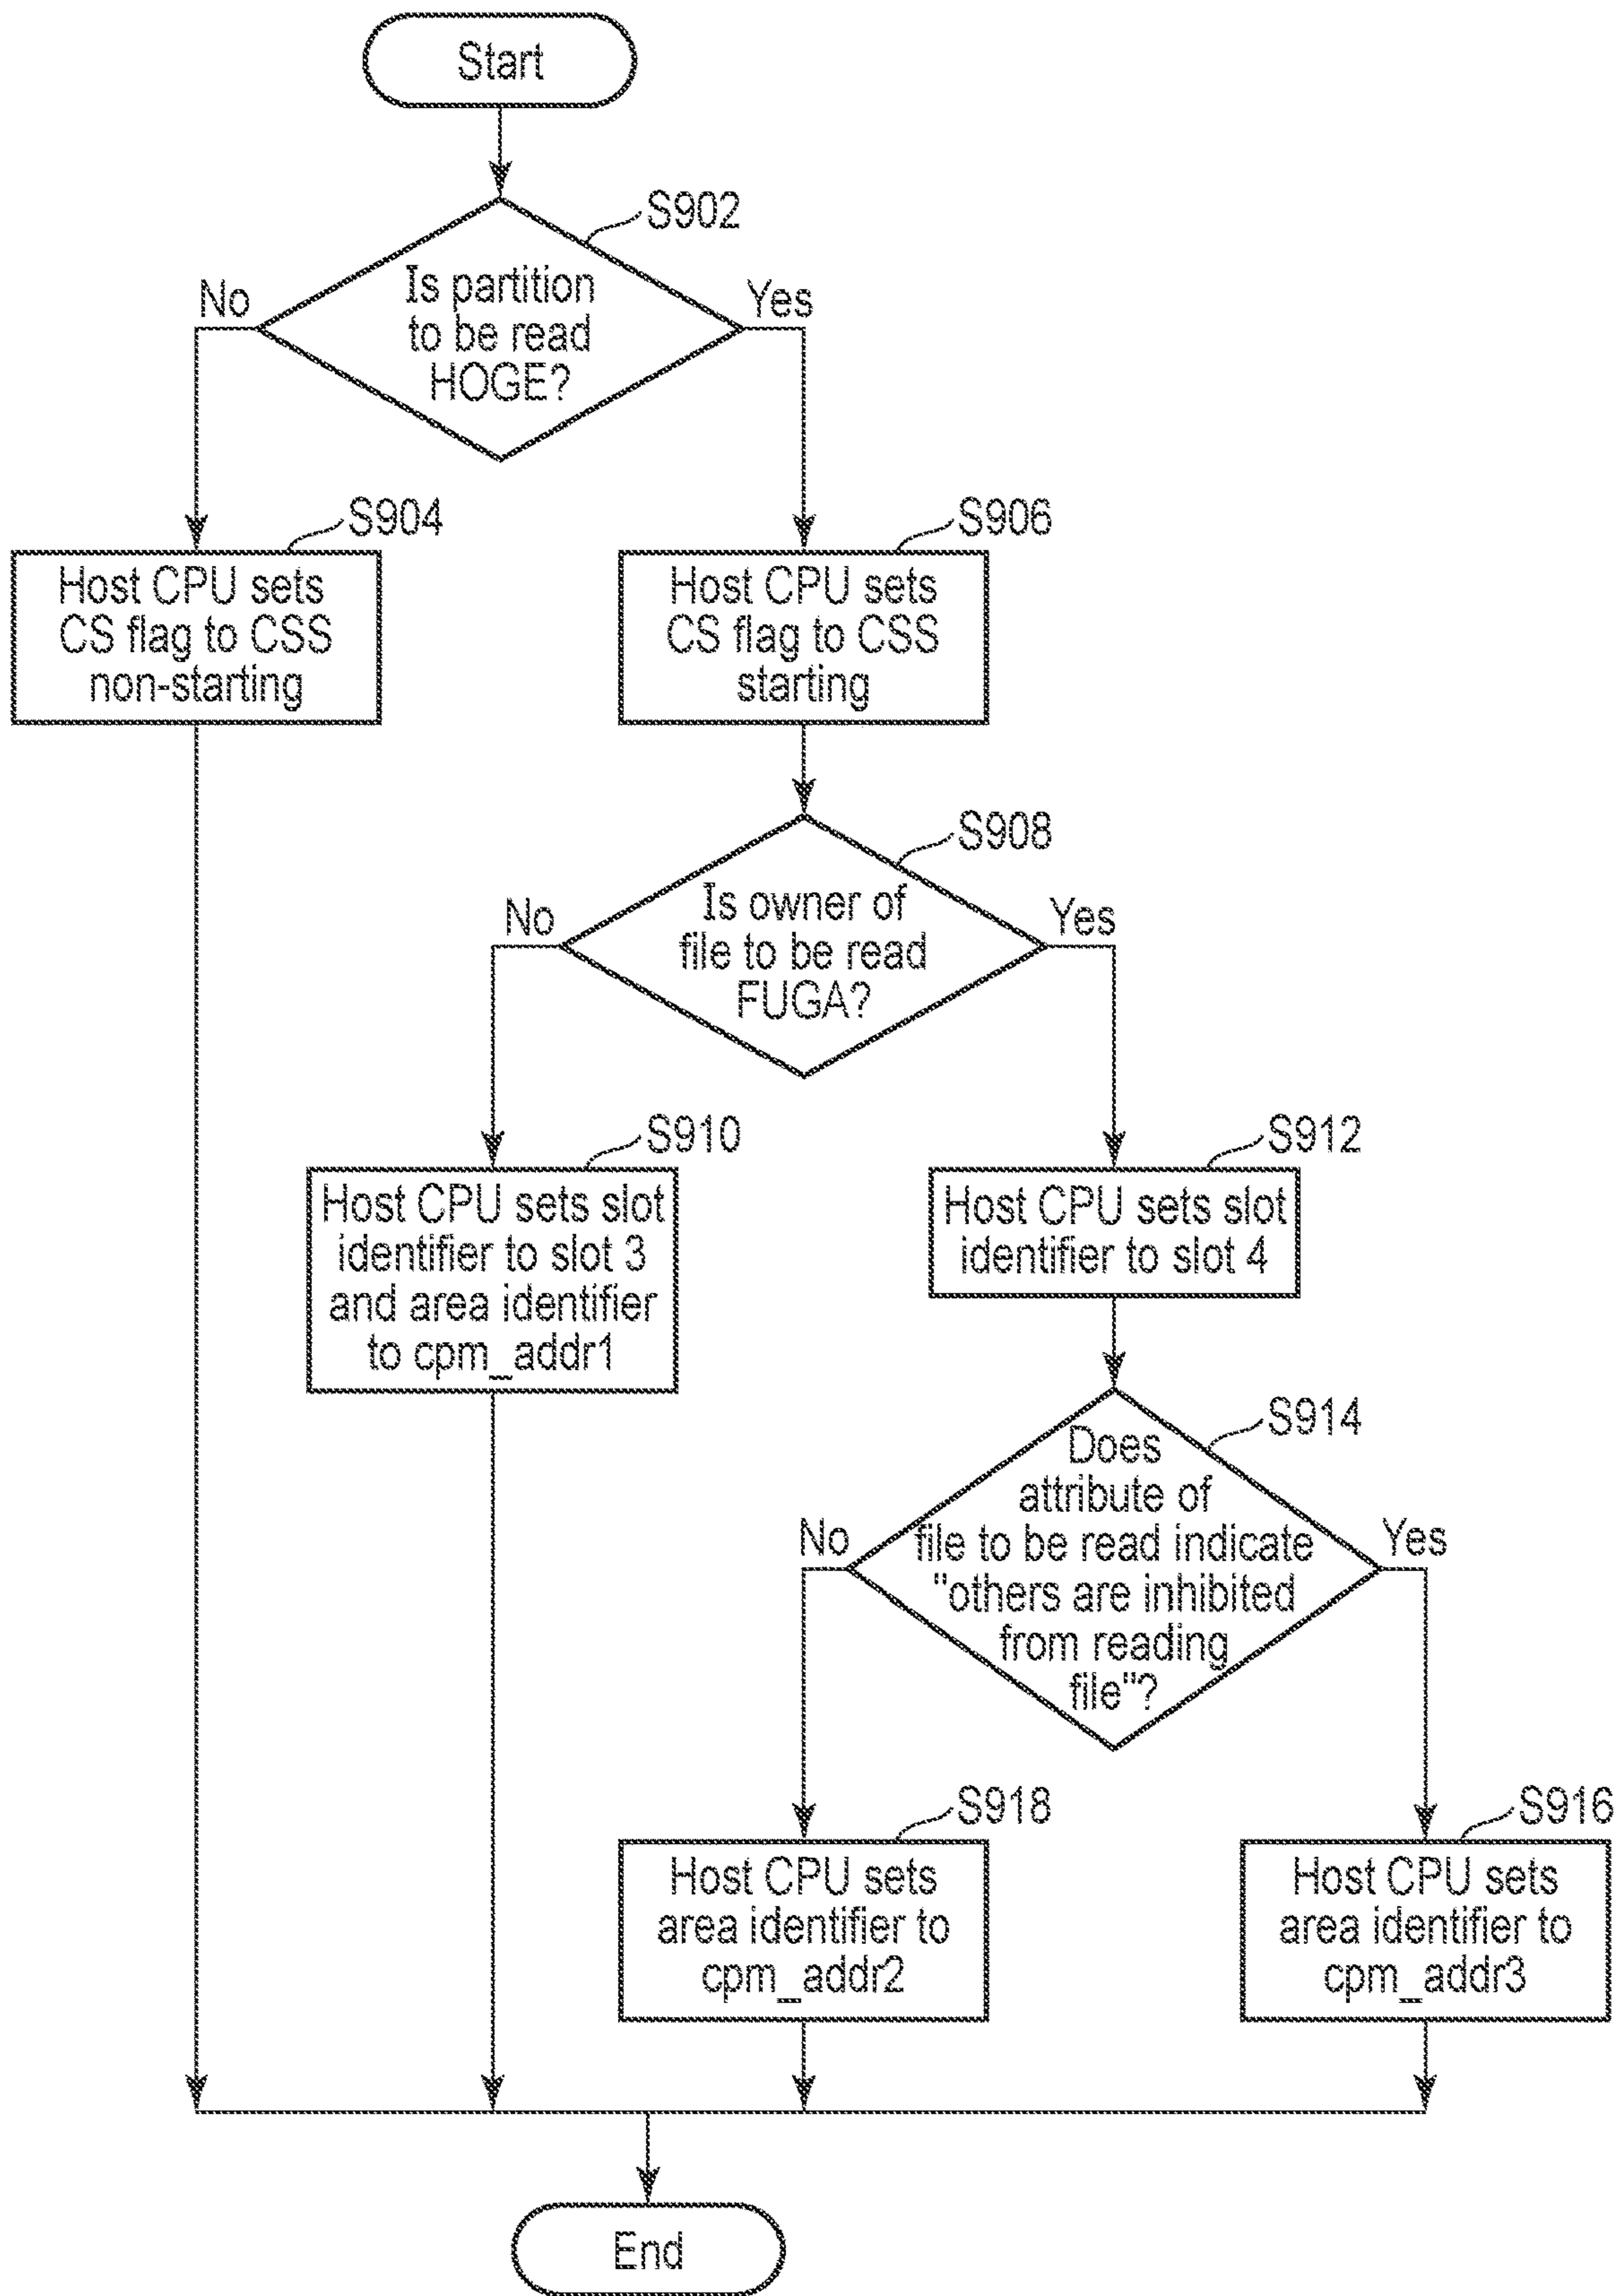 Start
S902
Is partition
to be read
HOGE?
No
Yes
S904
Host CPU sets
CS flag to CSS
non-starting
S906
Host CPU sets
CS flag to CSS
starting
S908
Is owner of
file to be read
FUGA?
No
Yes
S910
Host CPU sets slot
identifier to slot 3
and area identifier
to cpm_addr1
S912
Host CPU sets slot
identifier to slot 4
S914
Does
attribute of
file to be read indicate
"others are inhibited
from reading
file"?
No
Yes
S918
Host CPU sets
area identifier to
cpm_addr2
S916
Host CPU sets
area identifier to
cpm_addr3
End